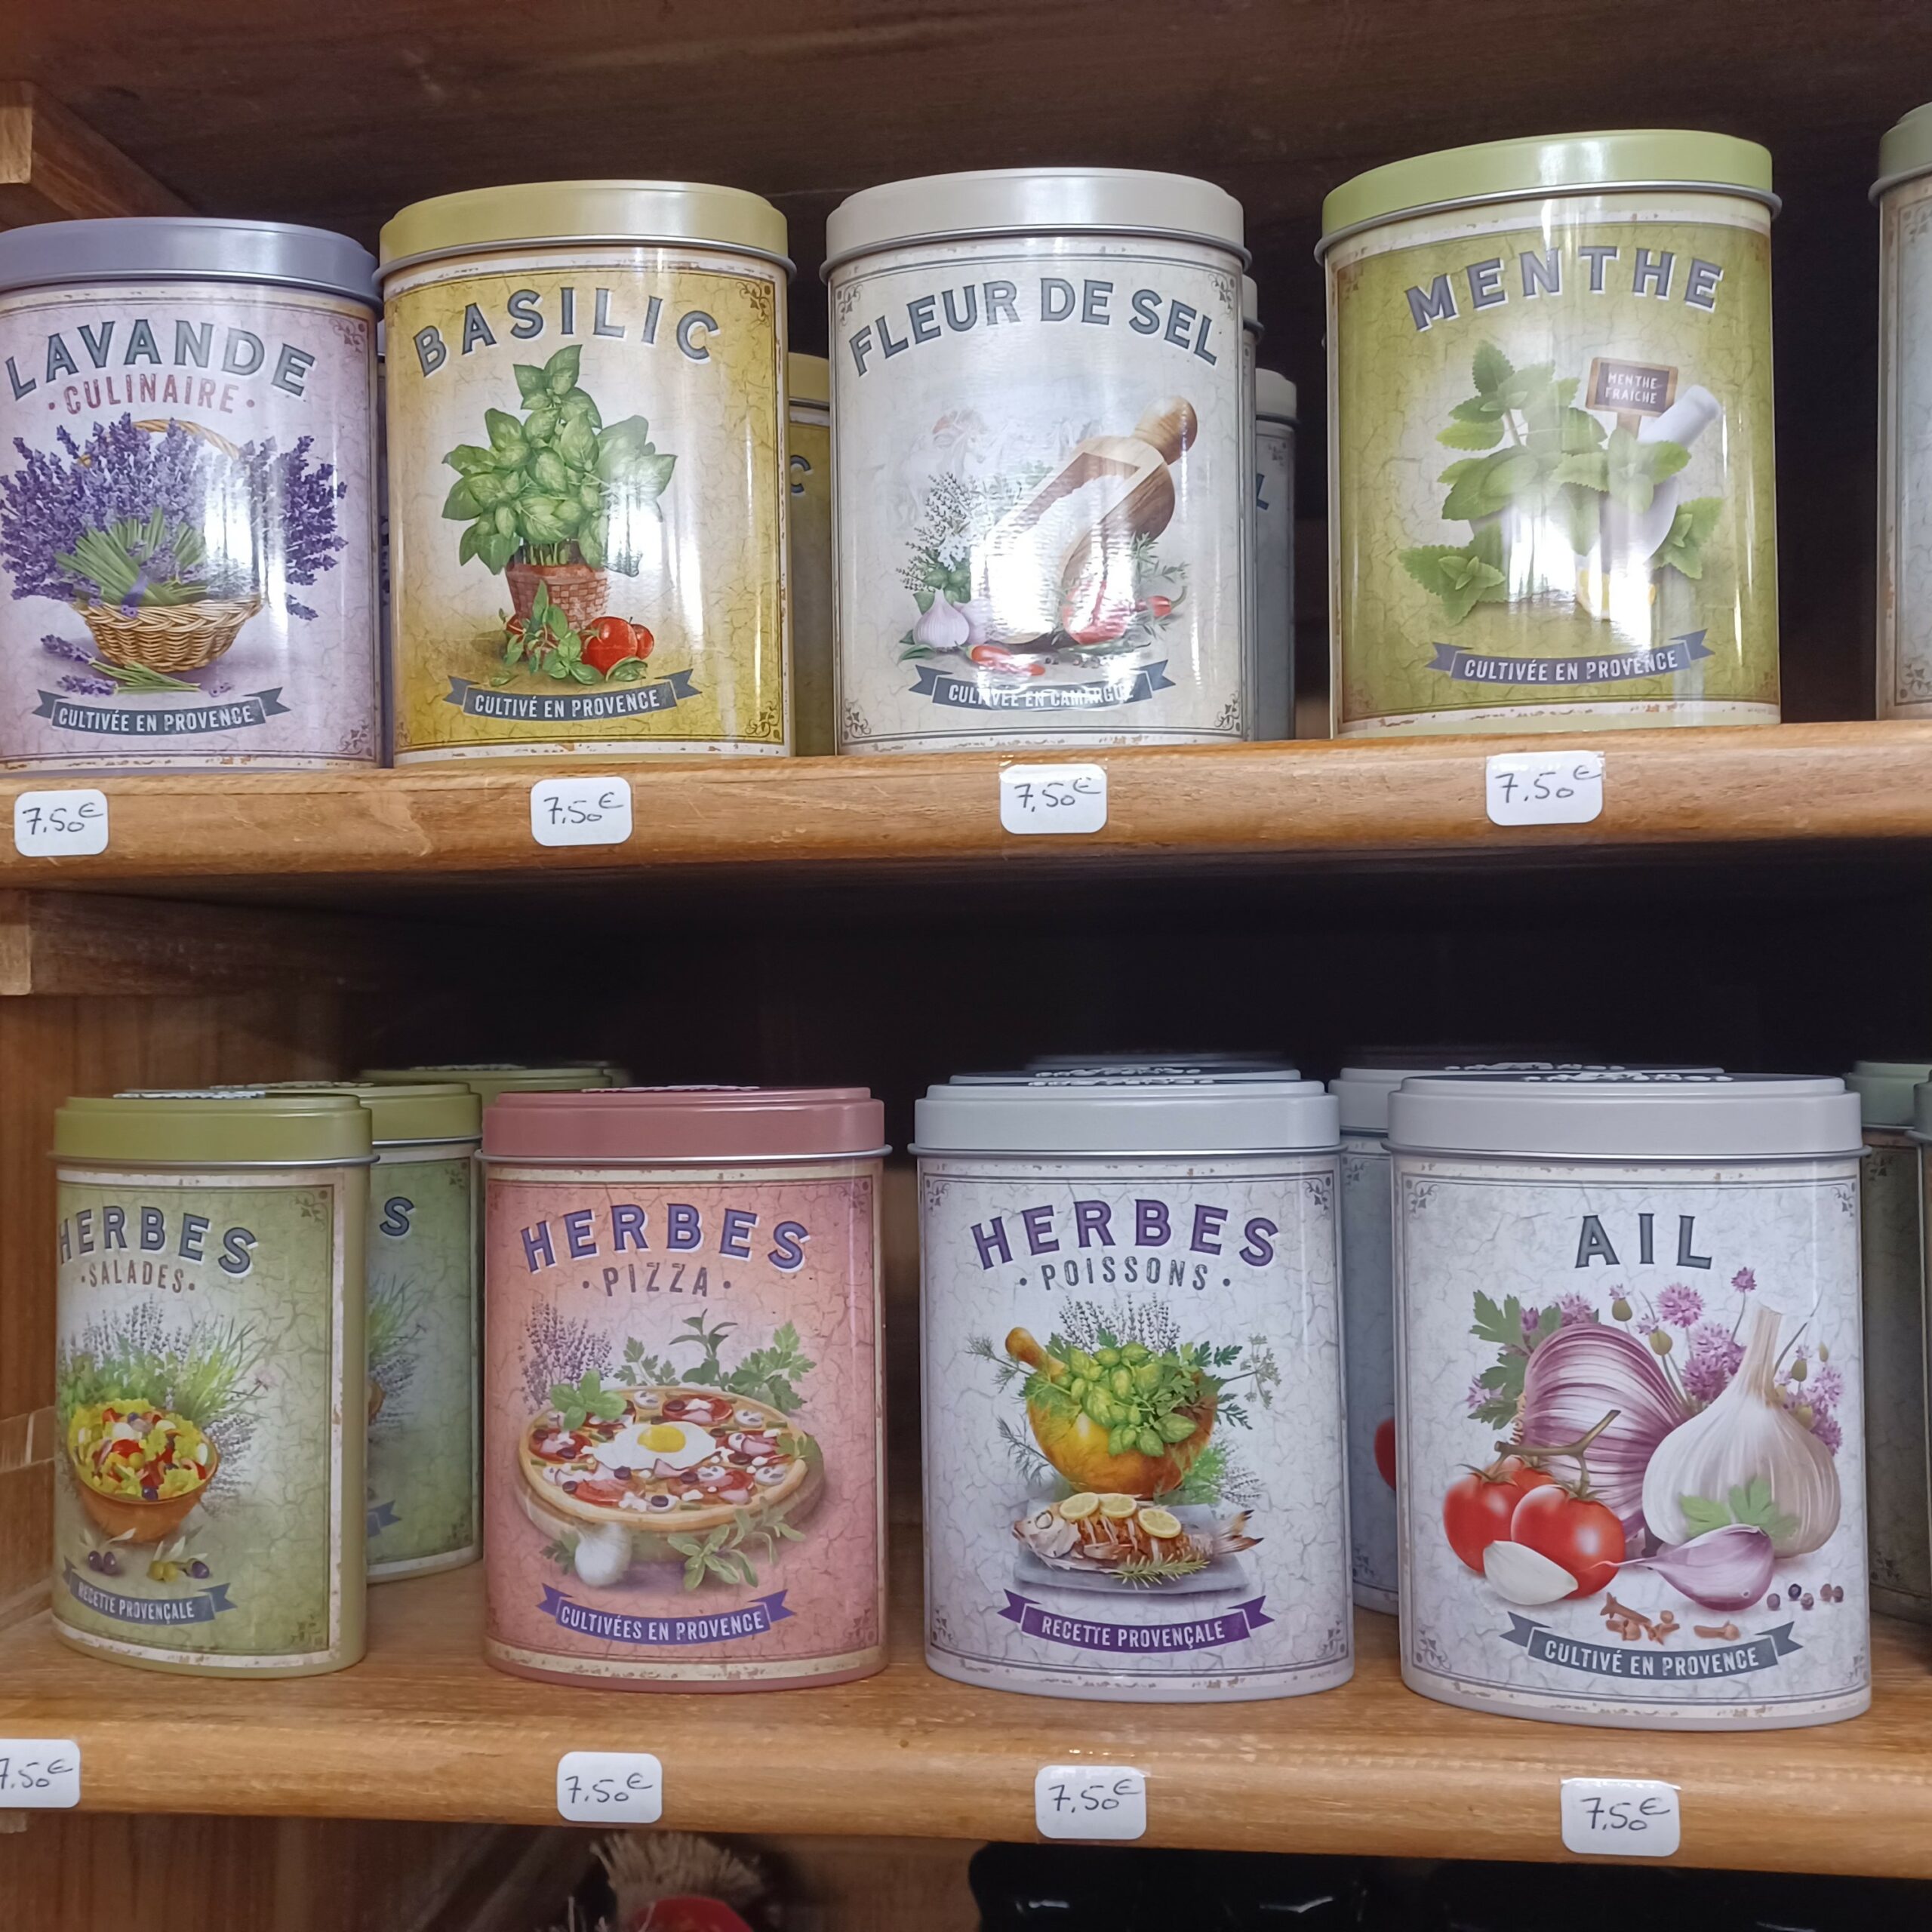 LAVANDE
·CULINAIRE·
CULTIVÉE EN PROVENCE
BASILIC
CULTIVÉ EN PROVENCE
C
FLEUR DE SEL
CULTIVÉE EN CAMARGUE
L
MENTHE
MENTHE
FRAÎCHE
CULTIVÉE EN PROVENCE
7.50€
7.50€
7,50€
7.50€
HERBES
·SALADES·
RECETTE PROVENÇALE
S
HERBES
·PIZZA·
CULTIVÉES EN PROVENCE
HERBES
·POISSONS·
RECETTE PROVENÇALE
AIL
CULTIVÉ EN PROVENCE
7.50€
7.50€
7.50€
7.50€